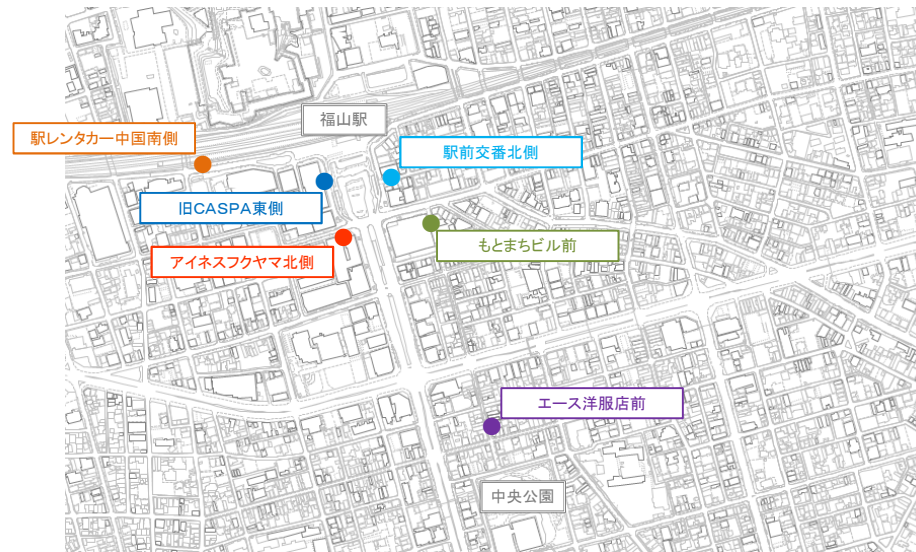 福山駅
駅レンタカー中国南側
駅前交番北側
旧CASPA東側
もとまちビル前
アイネスフクヤマ北側
エース洋服店前
中央公園